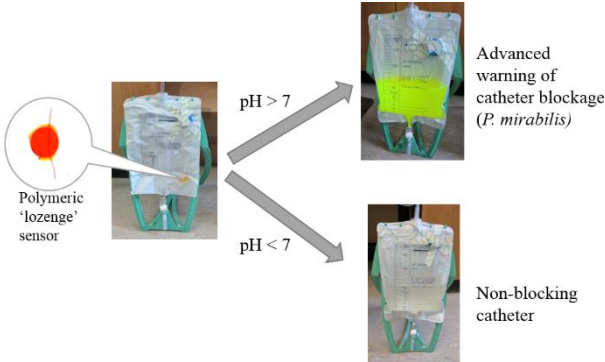 pH > 7
Advanced
warning of
catheter blockage
(P. mirabilis)
Polymeric
‘lozenge’
sensor
pH < 7
Non-blocking
catheter